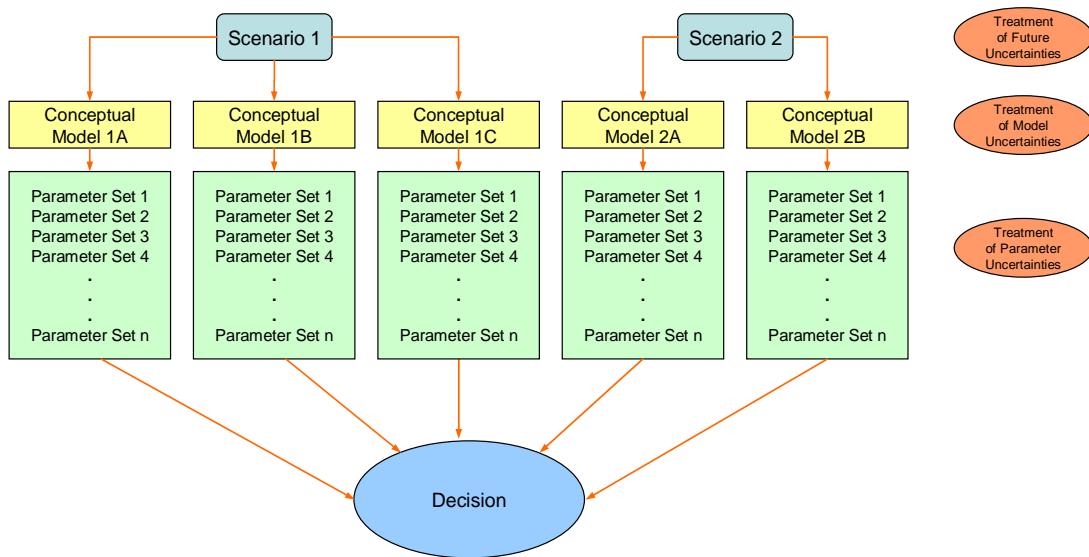 Scenario 1
Scenario 2
Treatment
of Future
Uncertainties
Conceptual
Model 1A
Conceptual
Model 1B
Conceptual
Model 1C
Conceptual
Model 2A
Conceptual
Model 2B
Treatment
of Model
Uncertainties
Parameter Set 1
Parameter Set 2
Parameter Set 3
Parameter Set 4
.
.
.
Parameter Set n
Parameter Set 1
Parameter Set 2
Parameter Set 3
Parameter Set 4
.
.
.
Parameter Set n
Parameter Set 1
Parameter Set 2
Parameter Set 3
Parameter Set 4
.
.
.
Parameter Set n
Parameter Set 1
Parameter Set 2
Parameter Set 3
Parameter Set 4
.
.
.
Parameter Set n
Parameter Set 1
Parameter Set 2
Parameter Set 3
Parameter Set 4
.
.
.
Parameter Set n
Treatment
of Parameter
Uncertainties
Decision